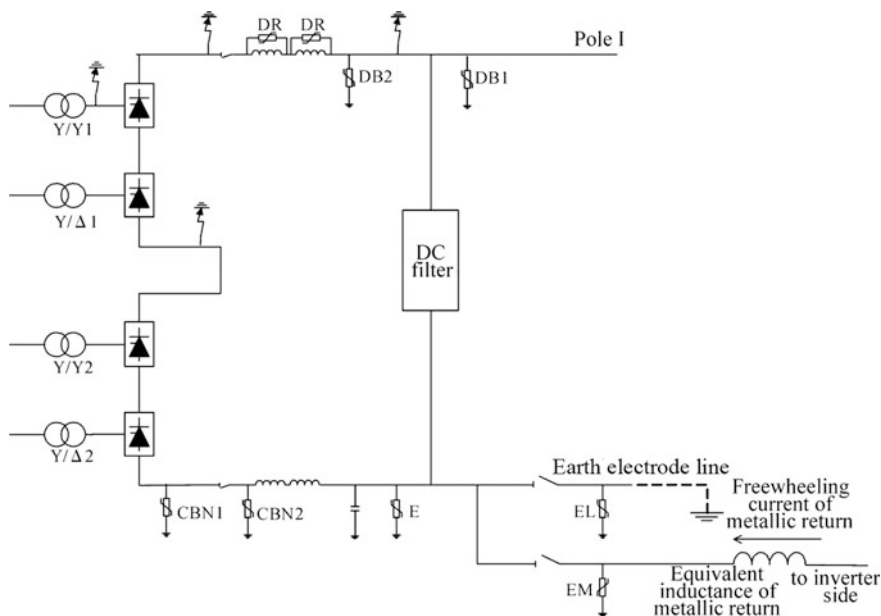 DR DR
Pole I
DB2
DB1
Y/Y1
Y/Δ1
DC
filter
Y/Y2
Y/Δ2
CBN1
CBN2
E
Earth electrode line
EL
Freewheeling
current of
metallic return
EM
Equivalent
inductance of
metallic return
to inverter
side